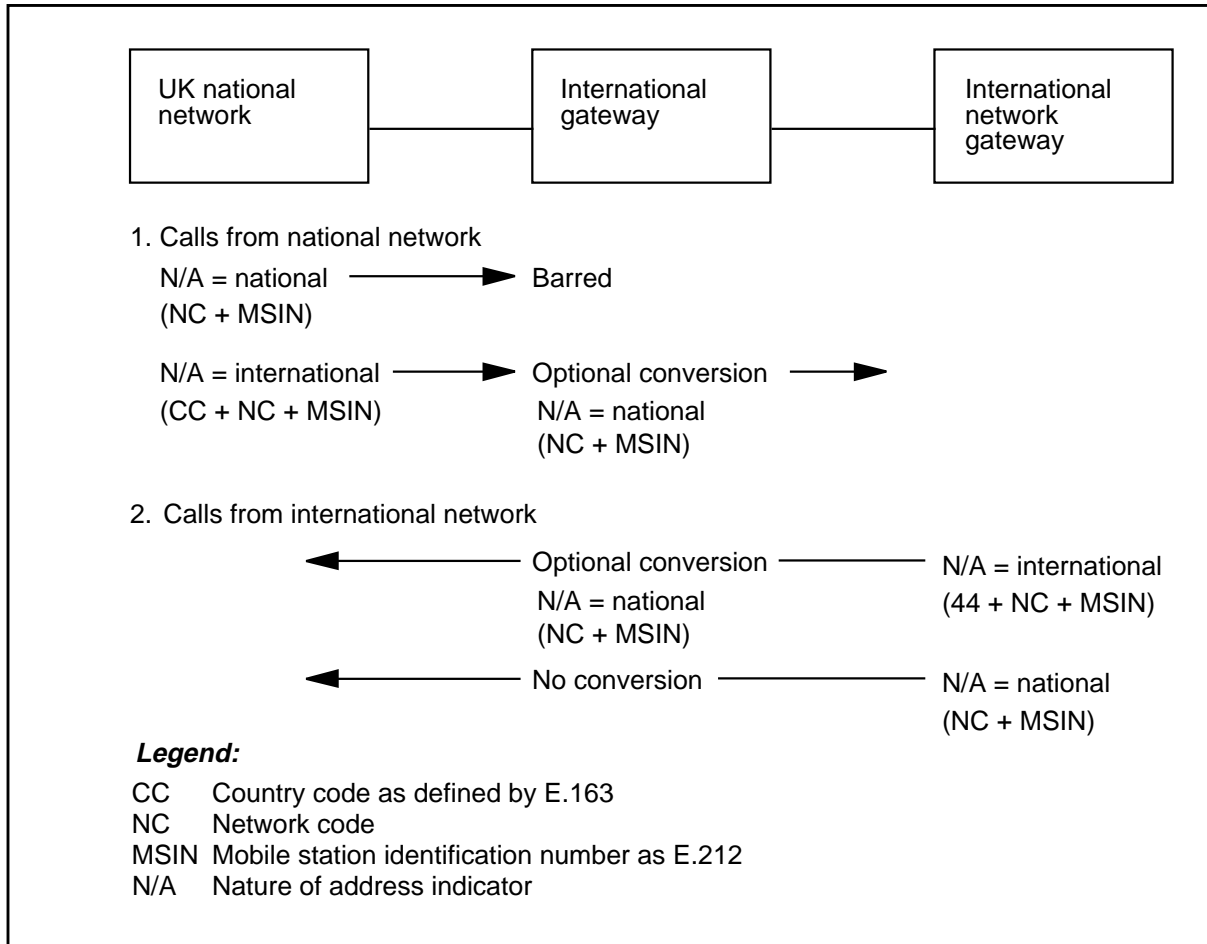 UK national
network
International
gateway
International
network
gateway
1. Calls from national network
N/A = national
Barred
(NC + MSIN)
N/A = international
Optional conversion
(CC + NC + MSIN)
N/A = national
(NC + MSIN)
2. Calls from international network
Optional conversion
N/A = international
N/A = national
(44 + NC + MSIN)
(NC + MSIN)
No conversion
N/A = national
(NC + MSIN)
Legend:
CC Country code as defined by E.163
NC Network code
MSIN Mobile station identification number as E.212
N/A Nature of address indicator